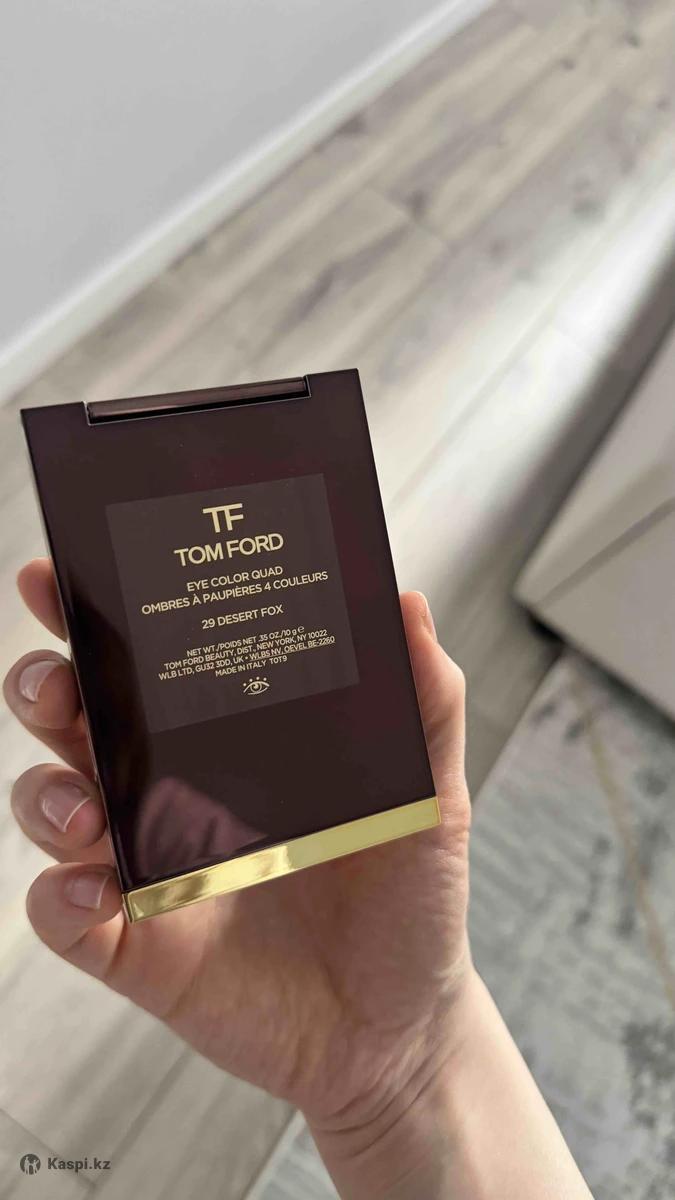 TF
TOM FORD
EYE COLOR QUAD
OMBRES À PAUPIÈRES 4 COULEURS
29 DESERT FOX
NET WT./POIDS NET .35 OZ./10 g ℮
TOM FORD BEAUTY, DIST., NEW YORK, NY 10022
WLB LTD, GU32 3DD, UK • WLBS NV, OEVEL BE-2260
MADE IN ITALY TOT9
Kaspi.kz